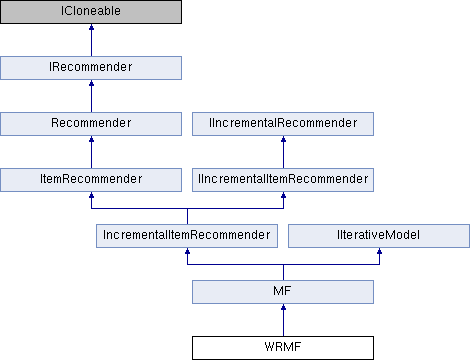 ICloneable
IRecommender
Recommender
IIncrementalRecommender
ItemRecommender
IIncrementalItemRecommender
IncrementalItemRecommender
IIterativeModel
MF
WRMF